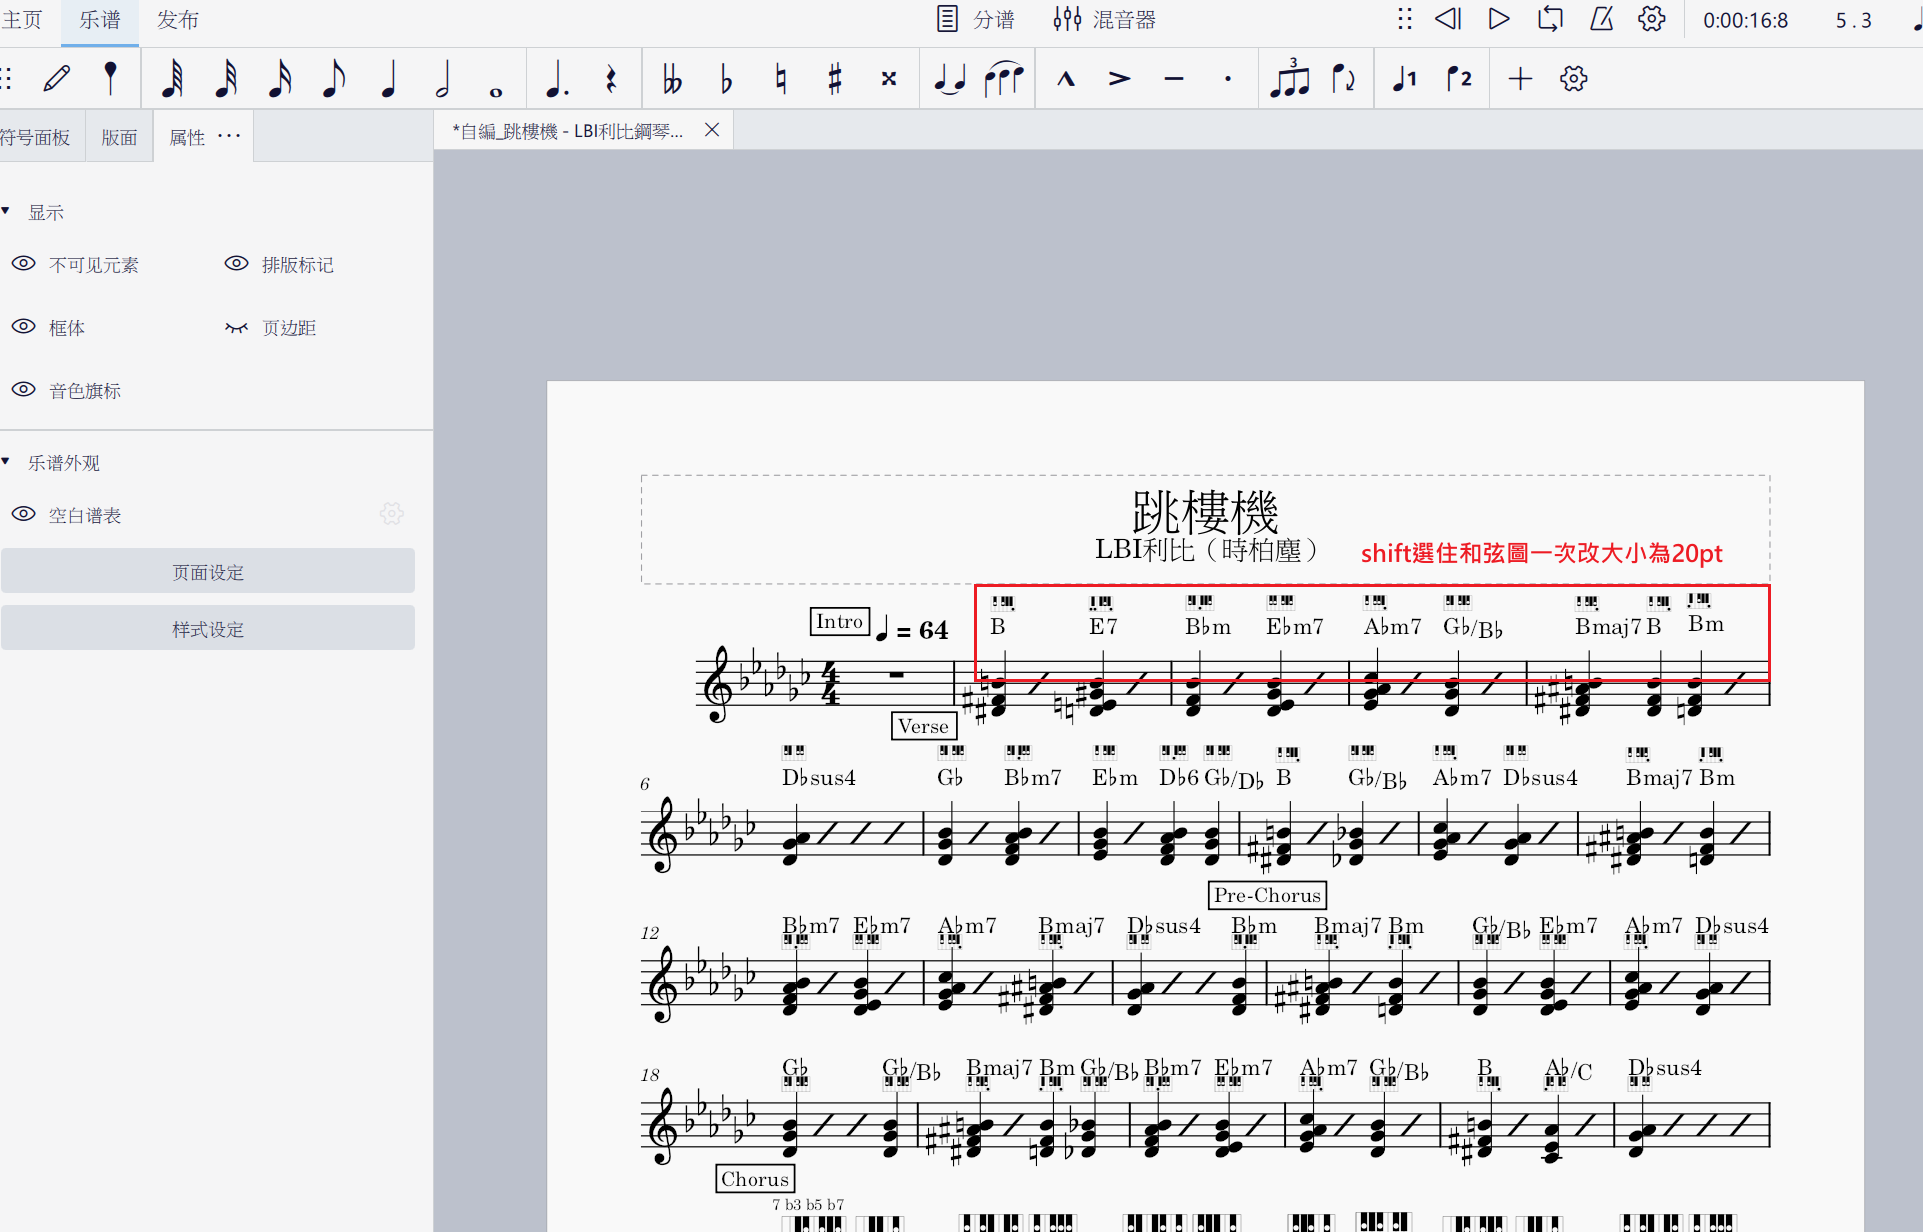 主页 乐谱 发布 分谱 混音器 0:00:16:8 5 . 3
3 1 2
符号面板 版面 属性 ··· *自編_跳樓機 - LBI利比鋼琴...
显示
不可见元素 排版标记
框体 页边距
音色旗标
乐谱外观
空白谱表
页面设定
样式设定
跳樓機
LBI利比（時柏塵）
shift選住和弦圖一次改大小為20pt
Intro ♩ = 64
B E7 B♭m E♭m7 A♭m7 G♭/B♭ Bmaj7 B Bm
4
4
Verse
D♭sus4 G♭ B♭m7 E♭m D♭6 G♭/D♭ B G♭/B♭ A♭m7 D♭sus4 Bmaj7 Bm
6
Pre-Chorus
B♭m7 E♭m7 A♭m7 Bmaj7 D♭sus4 B♭m Bmaj7 Bm G♭/B♭ E♭m7 A♭m7 D♭sus4
12
G♭ G♭/B♭ Bmaj7 Bm G♭/B♭ B♭m7 E♭m7 A♭m7 G♭/B♭ B A♭/C D♭sus4
18
Chorus
7 b3 b5 b7